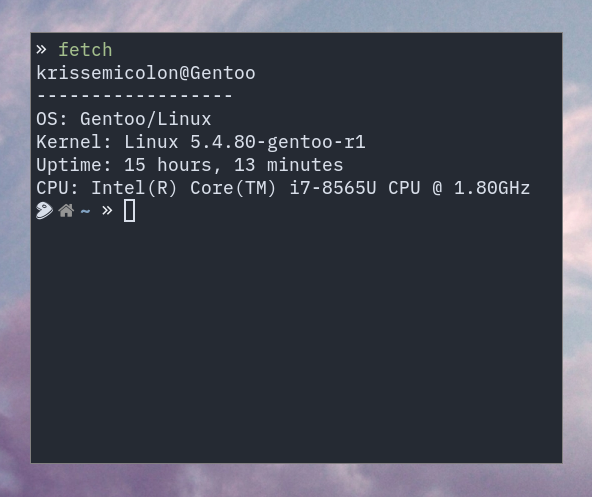 » fetch
krissemicolon@Gentoo
------------------
OS: Gentoo/Linux
Kernel: Linux 5.4.80-gentoo-r1
Uptime: 15 hours, 13 minutes
CPU: Intel(R) Core(TM) i7-8565U CPU @ 1.80GHz
~ »